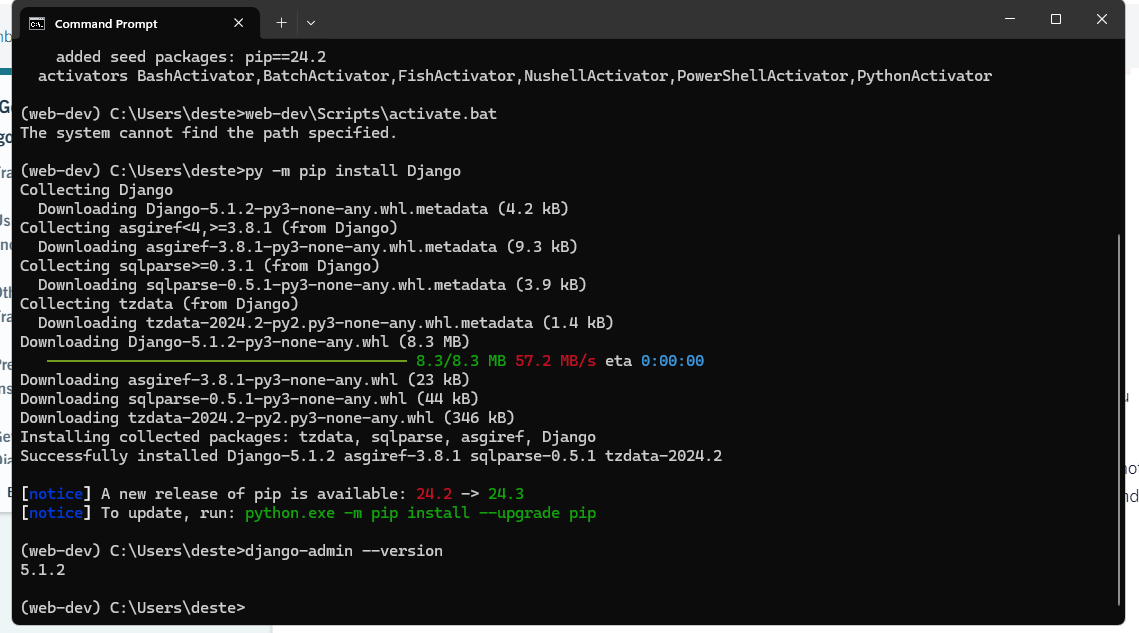 Command Prompt
added seed packages: pip==24.2
activators BashActivator,BatchActivator,FishActivator,NushellActivator,PowerShellActivator,PythonActivator
(web-dev) C:\Users\deste>web-dev\Scripts\activate.bat
The system cannot find the path specified.
(web-dev) C:\Users\deste>py -m pip install Django
Collecting Django
Downloading Django-5.1.2-py3-none-any.whl.metadata (4.2 kB)
Collecting asgiref<4,>=3.8.1 (from Django)
Downloading asgiref-3.8.1-py3-none-any.whl.metadata (9.3 kB)
Collecting sqlparse>=0.3.1 (from Django)
Downloading sqlparse-0.5.1-py3-none-any.whl.metadata (3.9 kB)
Collecting tzdata (from Django)
Downloading tzdata-2024.2-py2.py3-none-any.whl.metadata (1.4 kB)
Downloading Django-5.1.2-py3-none-any.whl (8.3 MB)
8.3/8.3 MB 57.2 MB/s eta 0:00:00
Downloading asgiref-3.8.1-py3-none-any.whl (23 kB)
Downloading sqlparse-0.5.1-py3-none-any.whl (44 kB)
Downloading tzdata-2024.2-py2.py3-none-any.whl (346 kB)
Installing collected packages: tzdata, sqlparse, asgiref, Django
Successfully installed Django-5.1.2 asgiref-3.8.1 sqlparse-0.5.1 tzdata-2024.2
[notice] A new release of pip is available: 24.2 -> 24.3
[notice] To update, run: python.exe -m pip install --upgrade pip
(web-dev) C:\Users\deste>django-admin --version
5.1.2
(web-dev) C:\Users\deste>